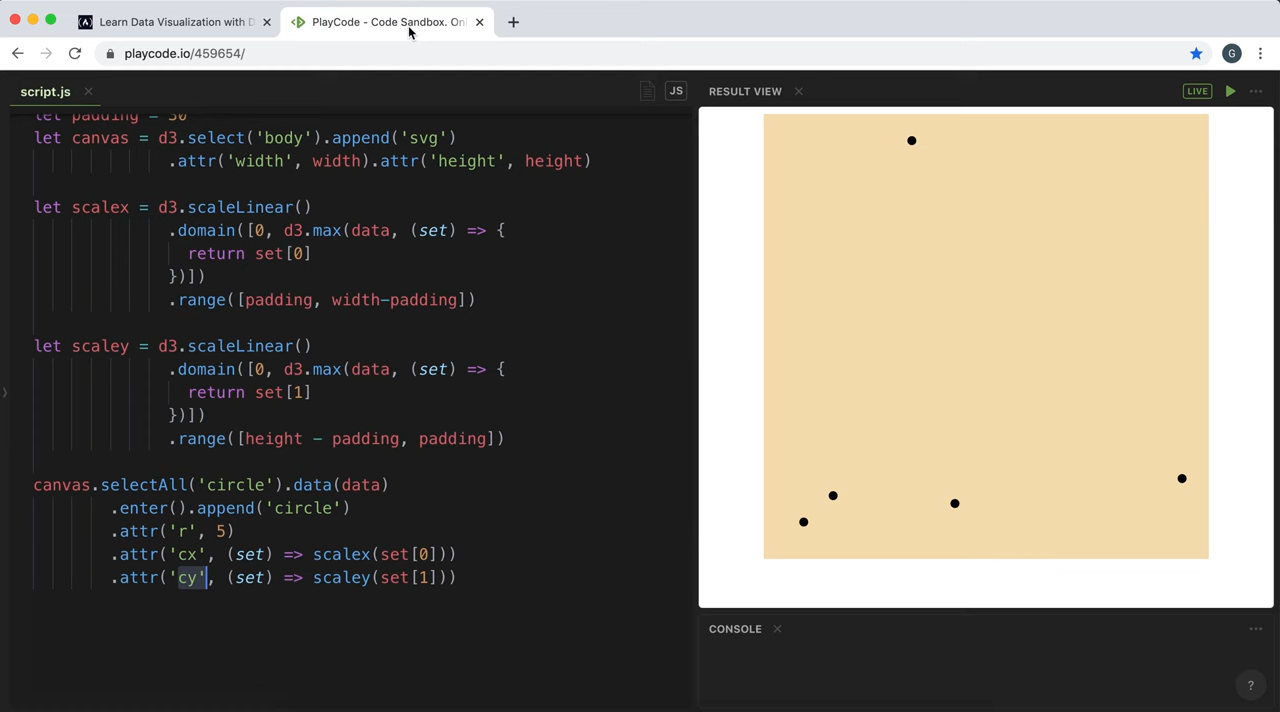 Learn Data Visualization with D
PlayCode - Code Sandbox. Onl
playcode.io/459654/
G
script.js
JS
RESULT VIEW
LIVE
let padding = 30
let canvas = d3.select('body').append('svg')
.attr('width', width).attr('height', height)
let scalex = d3.scaleLinear()
.domain([0, d3.max(data, (set) => {
return set[0]
})])
.range([padding, width-padding])
let scaley = d3.scaleLinear()
.domain([0, d3.max(data, (set) => {
return set[1]
})])
.range([height - padding, padding])
canvas.selectAll('circle').data(data)
.enter().append('circle')
.attr('r', 5)
.attr('cx', (set) => scalex(set[0]))
.attr('cy', (set) => scaley(set[1]))
CONSOLE
?